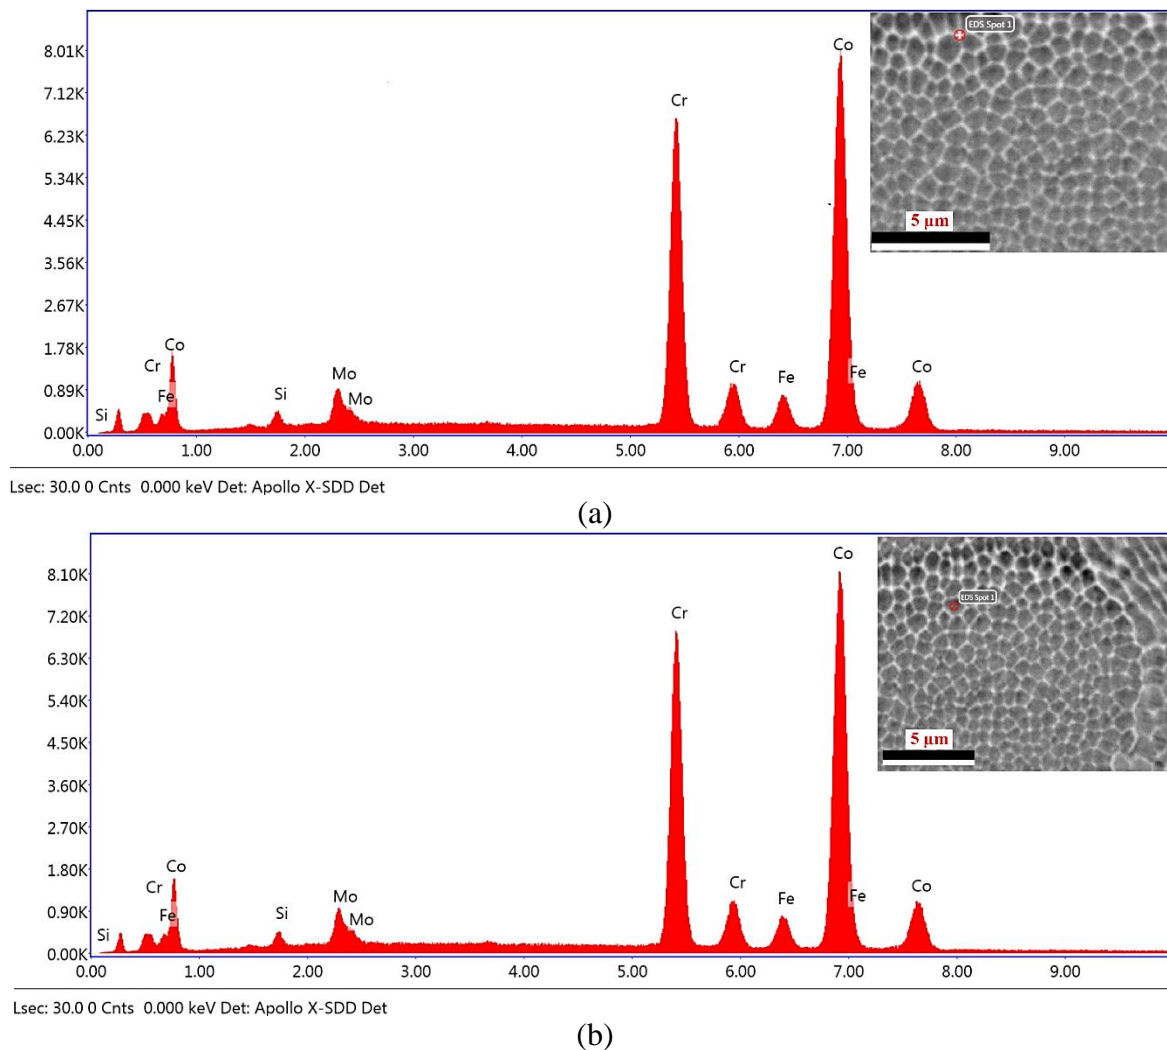 8.01K
7.12K
6.23K
5.34K
4.45K
3.56K
2.67K
1.78K
0.89K
0.00K
Si
Cr
Fe
Co
Si
Mo
Mo
Cr
Cr
Fe
Co
Fe
Co
EDS Spot 1
5 µm
0.00 1.00 2.00 3.00 4.00 5.00 6.00 7.00 8.00 9.00
Lsec: 30.0 0 Cnts 0.000 keV Det: Apollo X-SDD Det
(a)
8.10K
7.20K
6.30K
5.40K
4.50K
3.60K
2.70K
1.80K
0.90K
0.00K
Si
Cr
Fe
Co
Si
Mo
Mo
Cr
Cr
Fe
Co
Fe
Co
EDS Spot 1
5 µm
0.00 1.00 2.00 3.00 4.00 5.00 6.00 7.00 8.00 9.00
Lsec: 30.0 0 Cnts 0.000 keV Det: Apollo X-SDD Det
(b)